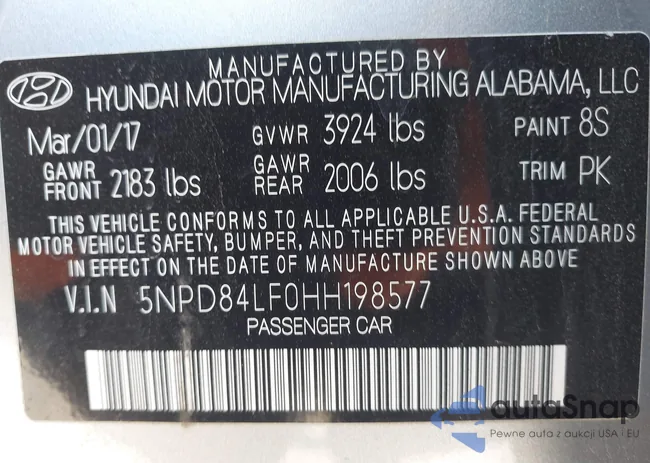 MANUFACTURED BY
HYUNDAI MOTOR MANUFACTURING ALABAMA, LLC
Mar/01/17 GVWR 3924 lbs PAINT 8S
GAWR FRONT 2183 lbs GAWR REAR 2006 lbs TRIM PK
THIS VEHICLE CONFORMS TO ALL APPLICABLE U.S.A. FEDERAL
MOTOR VEHICLE SAFETY, BUMPER, AND THEFT PREVENTION STANDARDS
IN EFFECT ON THE DATE OF MANUFACTURE SHOWN ABOVE
V.I.N 5NPD84LF0HH198577
PASSENGER CAR
autoSnap
Pewne auta z aukcji USA i EU